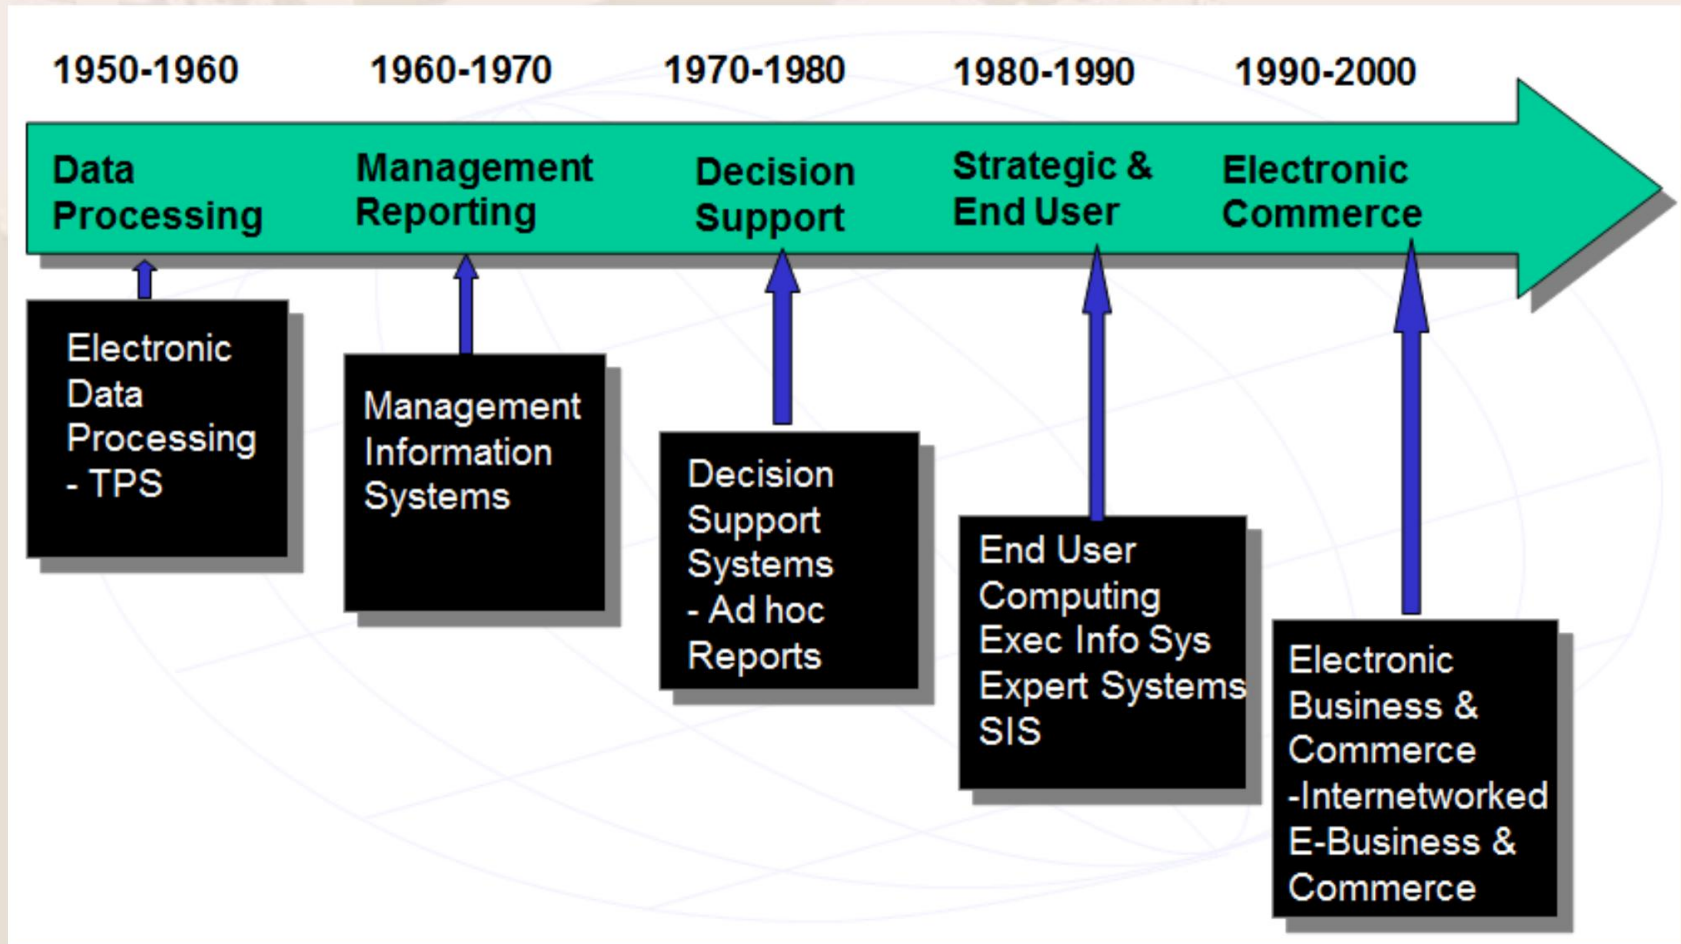 1950-1960
1960-1970
1970-1980
1980-1990
1990-2000
Data
Processing
Management
Reporting
Decision
Support
Strategic &
End User
Electronic
Commerce
Electronic
Data
Processing
- TPS
Management
Information
Systems
Decision
Support
Systems
- Ad hoc
Reports
End User
Computing
Exec Info Sys
Expert Systems
SIS
Electronic
Business &
Commerce
-Internetworked
E-Business &
Commerce